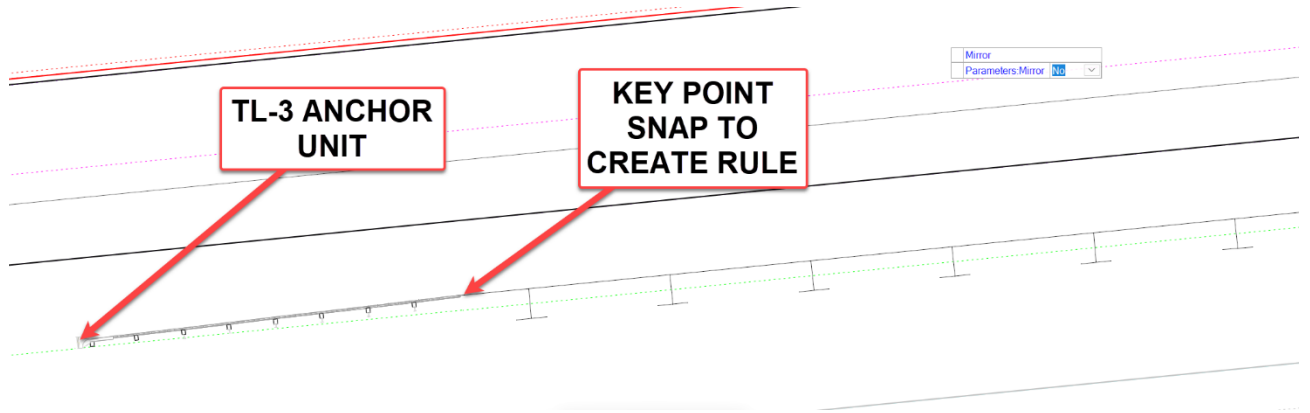 Mirror
Parameters:Mirror No
TL-3 ANCHOR
UNIT
KEY POINT
SNAP TO
CREATE RULE